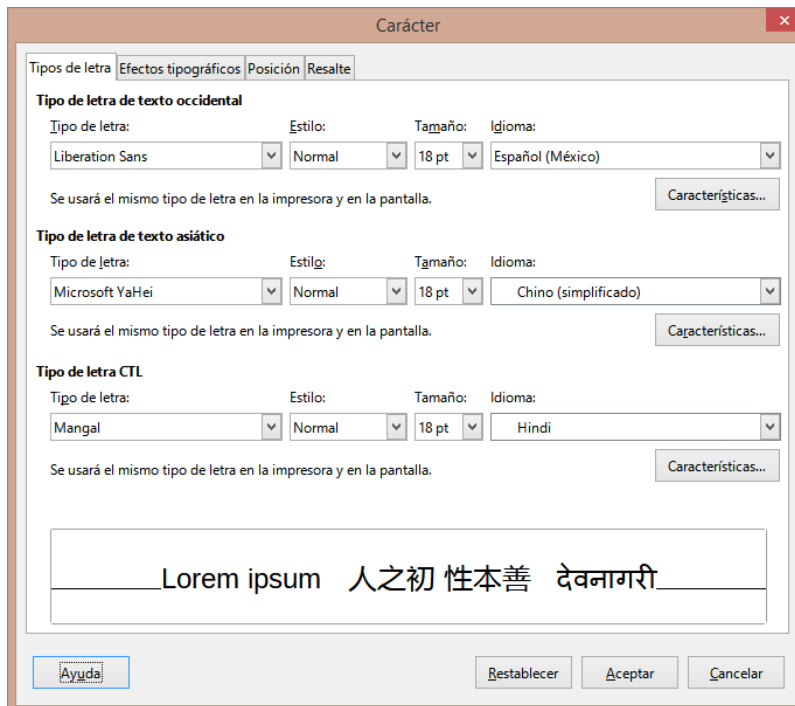 Carácter
Tipos de letra Efectos tipográficos Posición Resalte
Tipo de letra de texto occidental
Tipo de letra: Estilo: Tamaño: Idioma:
Liberation Sans Normal 18 pt Español (México)
Se usará el mismo tipo de letra en la impresora y en la pantalla. Características...
Tipo de letra de texto asiático
Tipo de letra: Estilo: Tamaño: Idioma:
Microsoft YaHei Normal 18 pt Chino (simplificado)
Se usará el mismo tipo de letra en la impresora y en la pantalla. Características...
Tipo de letra CTL
Tipo de letra: Estilo: Tamaño: Idioma:
Mangal Normal 18 pt Hindi
Se usará el mismo tipo de letra en la impresora y en la pantalla. Características...
Lorem ipsum 人之初 性本善 देवनागरी
Ayuda Restablecer Aceptar Cancelar